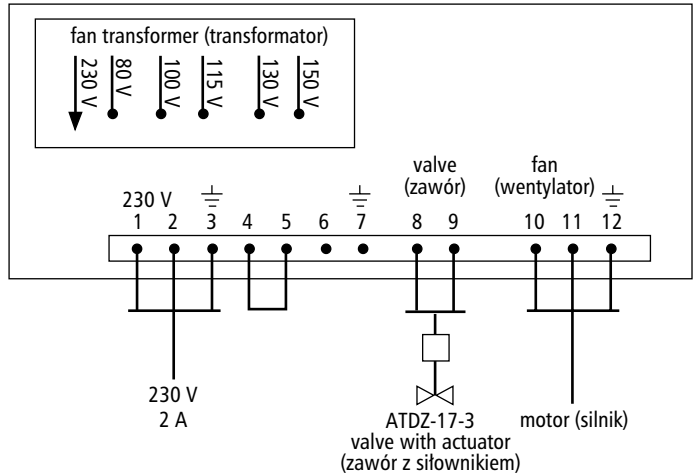 fan transformer (transformator)
230 V 80 V 100 V 115 V 130 V 150 V
valve fan
(zawór) (wentylator)
230 V
1 2 3 4 5 6 7 8 9 10 11 12
230 V
2 A
ATDZ-17-3
valve with actuator
(zawór z siłownikiem)
motor (silnik)